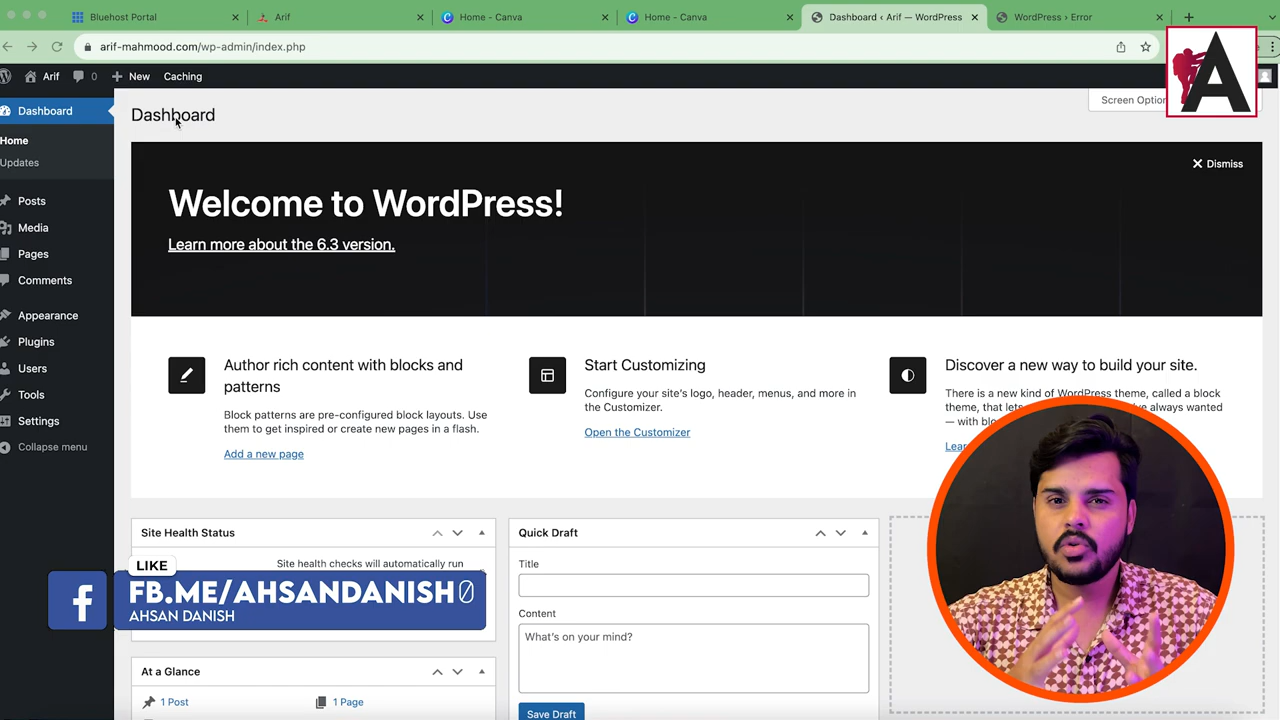 Bluehost Portal
Arif
Home - Canva
Home - Canva
Dashboard ‹ Arif — WordPress
WordPress › Error
arif-mahmood.com/wp-admin/index.php
Arif
0
New
Caching
A
Dashboard
Home
Updates
Posts
Media
Pages
Comments
Appearance
Plugins
Users
Tools
Settings
Collapse menu
Dashboard
Screen
Dismiss
Welcome to WordPress!
Learn more about the 6.3 version.
Author rich content with blocks and
patterns
Block patterns are pre-configured block layouts. Use
them to get inspired or create new pages in a flash.
Add a new page
Start Customizing
Configure your site's logo, header, menus, and more in
the Customizer.
Open the Customizer
Discover a new way to build your site.
There is a new kind of WordPress theme, called a block
theme, that always wanted
— with
Site Health Status
Site health checks will automatically run
LIKE
FB.ME/AHSANDANISH0
AHSAN DANISH
At a Glance
1 Post
1 Page
Quick Draft
Title
Content
What's on your mind?
Save Draft